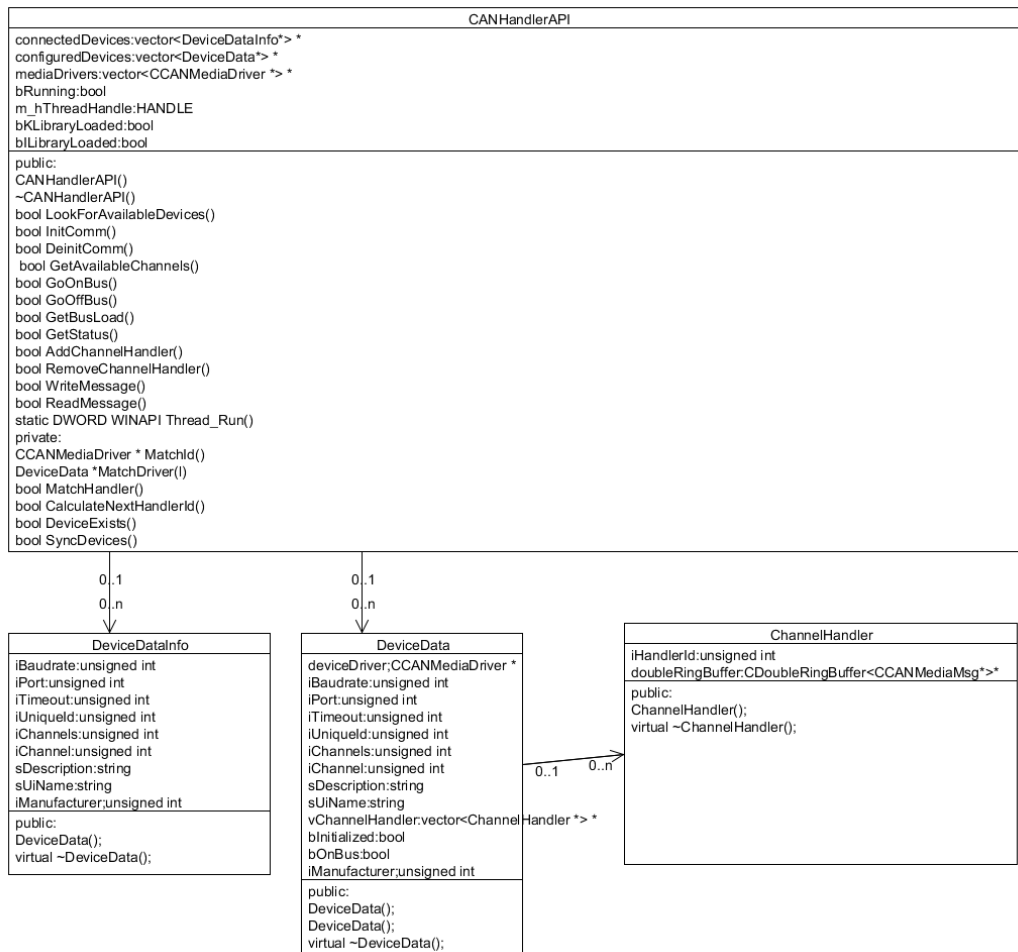 CANHandlerAPI
connectedDevices:vector<DeviceDataInfo*> *
configuredDevices:vector<DeviceData*> *
mediaDrivers:vector<CCANMediaDriver *> *
bRunning:bool
m_hThreadHandle:HANDLE
bKLibraryLoaded:bool
bILibraryLoaded:bool
public:
CANHandlerAPI()
~CANHandlerAPI()
bool LookForAvailableDevices()
bool InitComm()
bool DeinitComm()
bool GetAvailableChannels()
bool GoOnBus()
bool GoOffBus()
bool GetBusLoad()
bool GetStatus()
bool AddChannelHandler()
bool RemoveChannelHandler()
bool WriteMessage()
bool ReadMessage()
static DWORD WINAPI Thread_Run()
private:
CCANMediaDriver * MatchId()
DeviceData *MatchDriver(l)
bool MatchHandler()
bool CalculateNextHandlerId()
bool DeviceExists()
bool SyncDevices()
0..1
0..n
0..1
0..n
DeviceDataInfo
iBaudrate:unsigned int
iPort:unsigned int
iTimeout:unsigned int
iUniqueId:unsigned int
iChannels:unsigned int
iChannel:unsigned int
sDescription:string
sUiName:string
iManufacturer;unsigned int
public:
DeviceData();
virtual ~DeviceData();
DeviceData
deviceDriver;CCANMediaDriver *
iBaudrate:unsigned int
iPort:unsigned int
iTimeout:unsigned int
iUniqueId:unsigned int
iChannels:unsigned int
iChannel:unsigned int
sDescription:string
sUiName:string
vChannelHandler:vector<ChannelHandler *> *
bInitialized:bool
bOnBus:bool
iManufacturer;unsigned int
public:
DeviceData();
DeviceData();
virtual ~DeviceData();
0..1
0..n
ChannelHandler
iHandlerId:unsigned int
doubleRingBuffer:CDoubleRingBuffer<CCANMediaMsg*>*
public:
ChannelHandler();
virtual ~ChannelHandler();